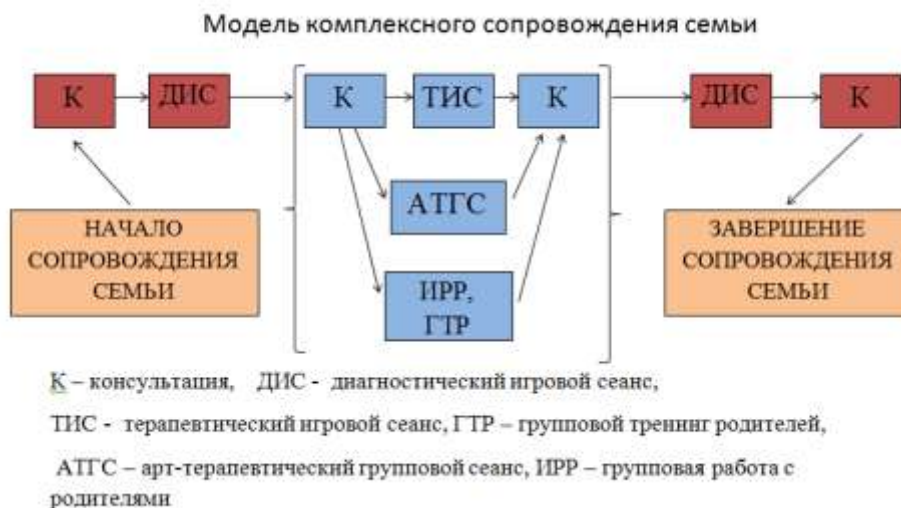 Модель комплексного сопровождения семьи
К
ДИС
К
ТИС
К
ДИС
К
АТГС
ИРР,
ГТР
НАЧАЛО
СОПРОВОЖДЕНИЯ
СЕМЬИ
ЗАВЕРШЕНИЕ
СОПРОВОЖДЕНИЯ
СЕМЬИ
К – консультация, ДИС - диагностический игровой сеанс,
ТИС - терапевтический игровой сеанс, ГТР – групповой тренинг родителей,
АТГС – арт-терапевтический групповой сеанс, ИРР – групповая работа с
родителями